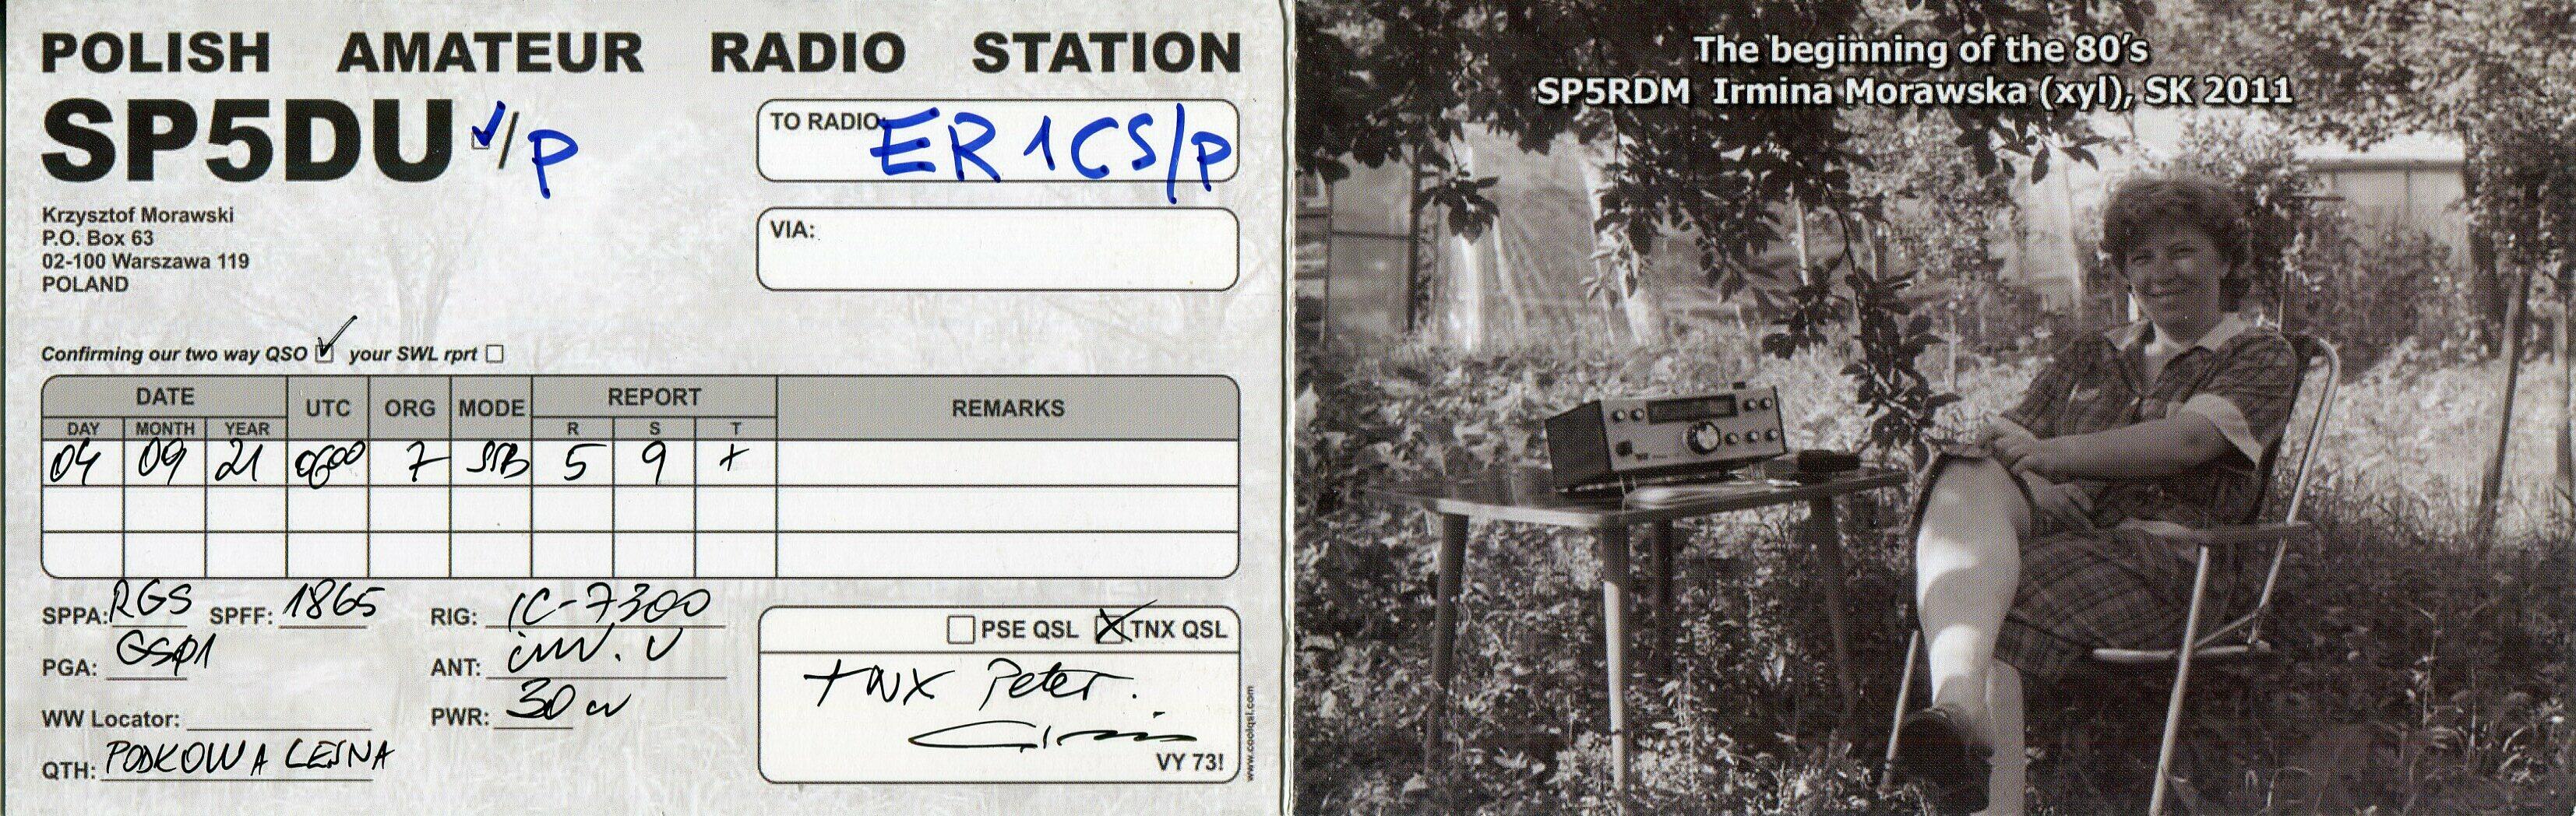 POLISH AMATEUR RADIO STATION
SP5DU /P
TO RADIO: ER1CS/P
Krzysztof Morawski
P.O. Box 63
02-100 Warszawa 119
POLAND
VIA:
Confirming our two way QSO your SWL rprt
DATE UTC ORG MODE REPORT REMARKS
DAY MONTH YEAR R S T
04 09 21 0600 7 SSB 5 9 +
SPPA: RGS SPFF: 1865 RIG: IC-7300
PGA: GS01 ANT: inv. V
WW Locator: PWR: 30 w
QTH: PODKOWA LEŚNA
PSE QSL TNX QSL
TNX Peter.
VY 73!
www.coolqsl.com
The beginning of the 80's
SP5RDM Irmina Morawska (xyl), SK 2011